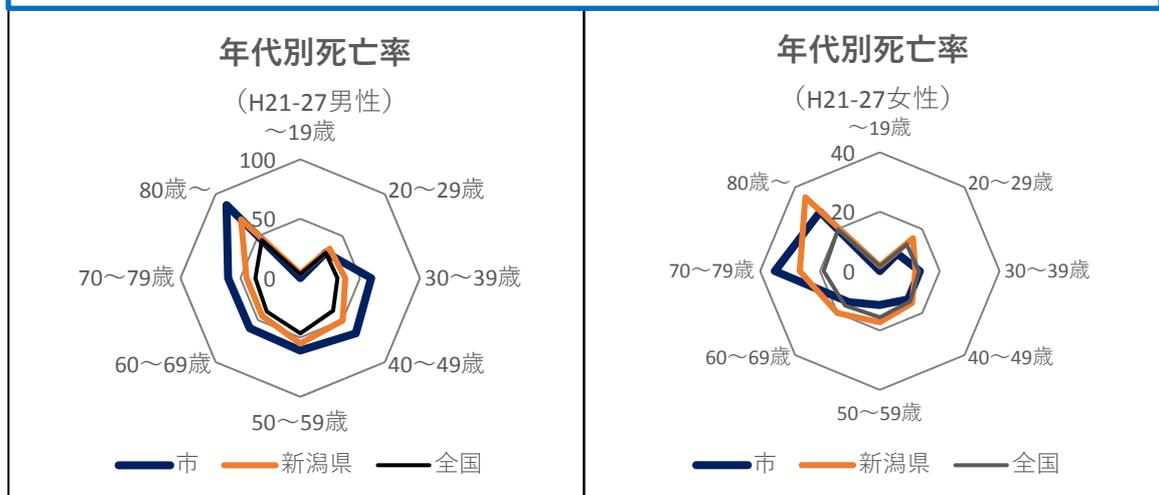 年代別死亡率
（H21-27男性）
～19歳
100
80歳～
20～29歳
50
70～79歳
0
30～39歳
60～69歳
40～49歳
50～59歳
市 新潟県 全国
年代別死亡率
（H21-27女性）
～19歳
40
80歳～
20～29歳
20
70～79歳
0
30～39歳
60～69歳
40～49歳
50～59歳
市 新潟県 全国